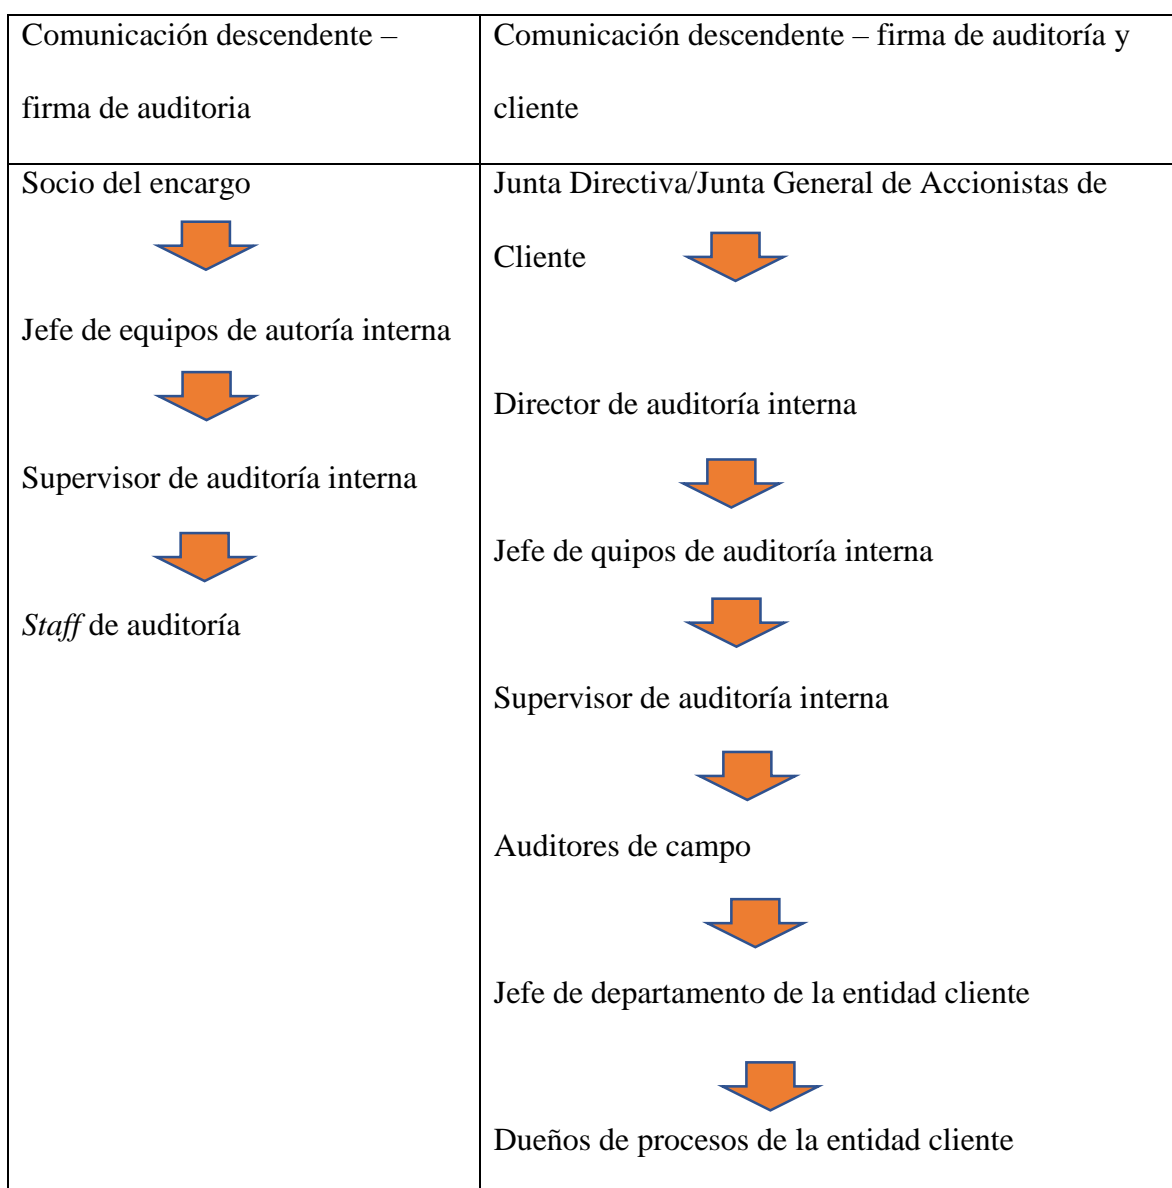 Comunicación descendente –
firma de auditoria
Comunicación descendente – firma de auditoría y
cliente
Socio del encargo
Jefe de equipos de autoría interna
Supervisor de auditoría interna
Staff de auditoría
Junta Directiva/Junta General de Accionistas de
Cliente
Director de auditoría interna
Jefe de quipos de auditoría interna
Supervisor de auditoría interna
Auditores de campo
Jefe de departamento de la entidad cliente
Dueños de procesos de la entidad cliente